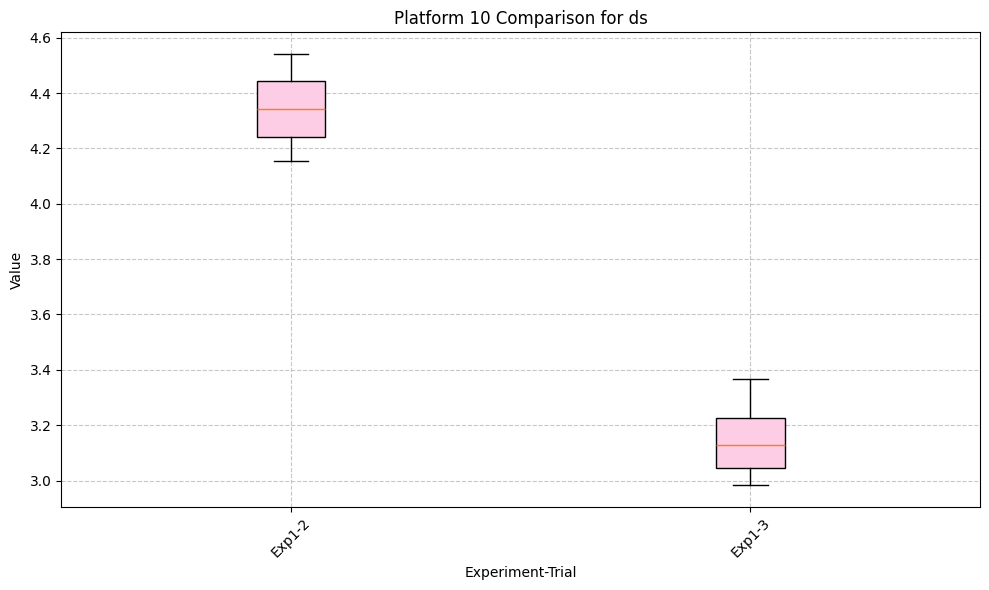 Platform 10 Comparison for ds
4.6
4.4
4.2
4.0
3.8
3.6
3.4
3.2
3.0
Value
Exp1-2
Exp1-3
Experiment-Trial